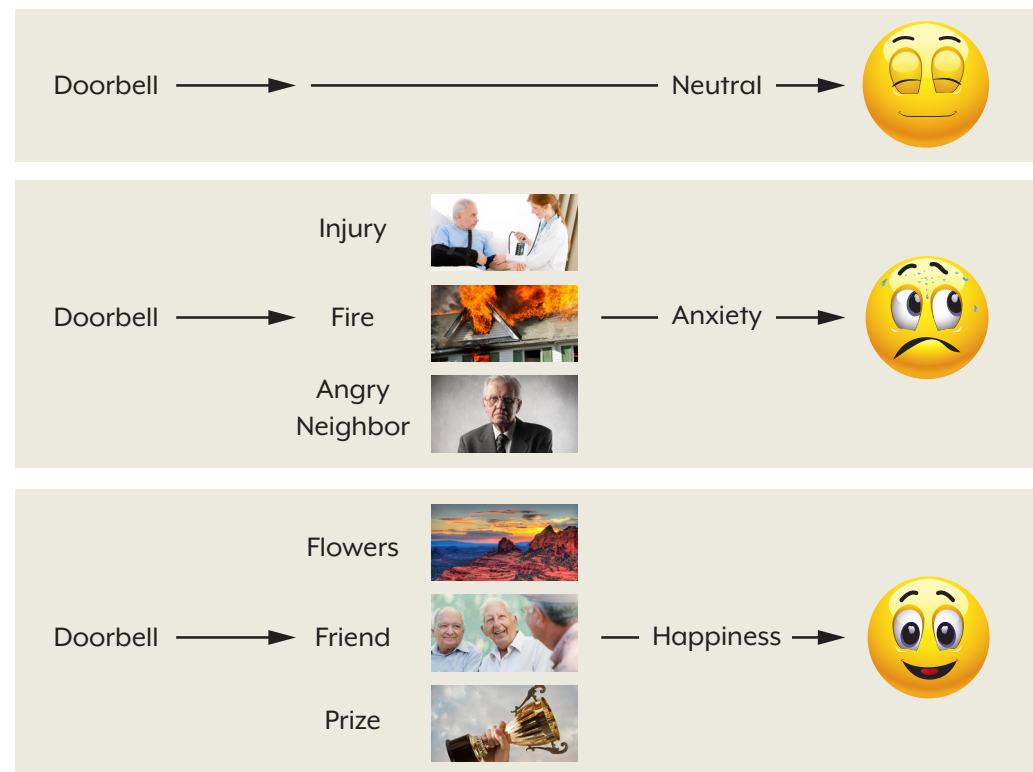 Doorbell
Neutral
Injury
Doorbell
Fire
Anxiety
Angry
Neighbor
Flowers
Doorbell
Friend
Happiness
Prize